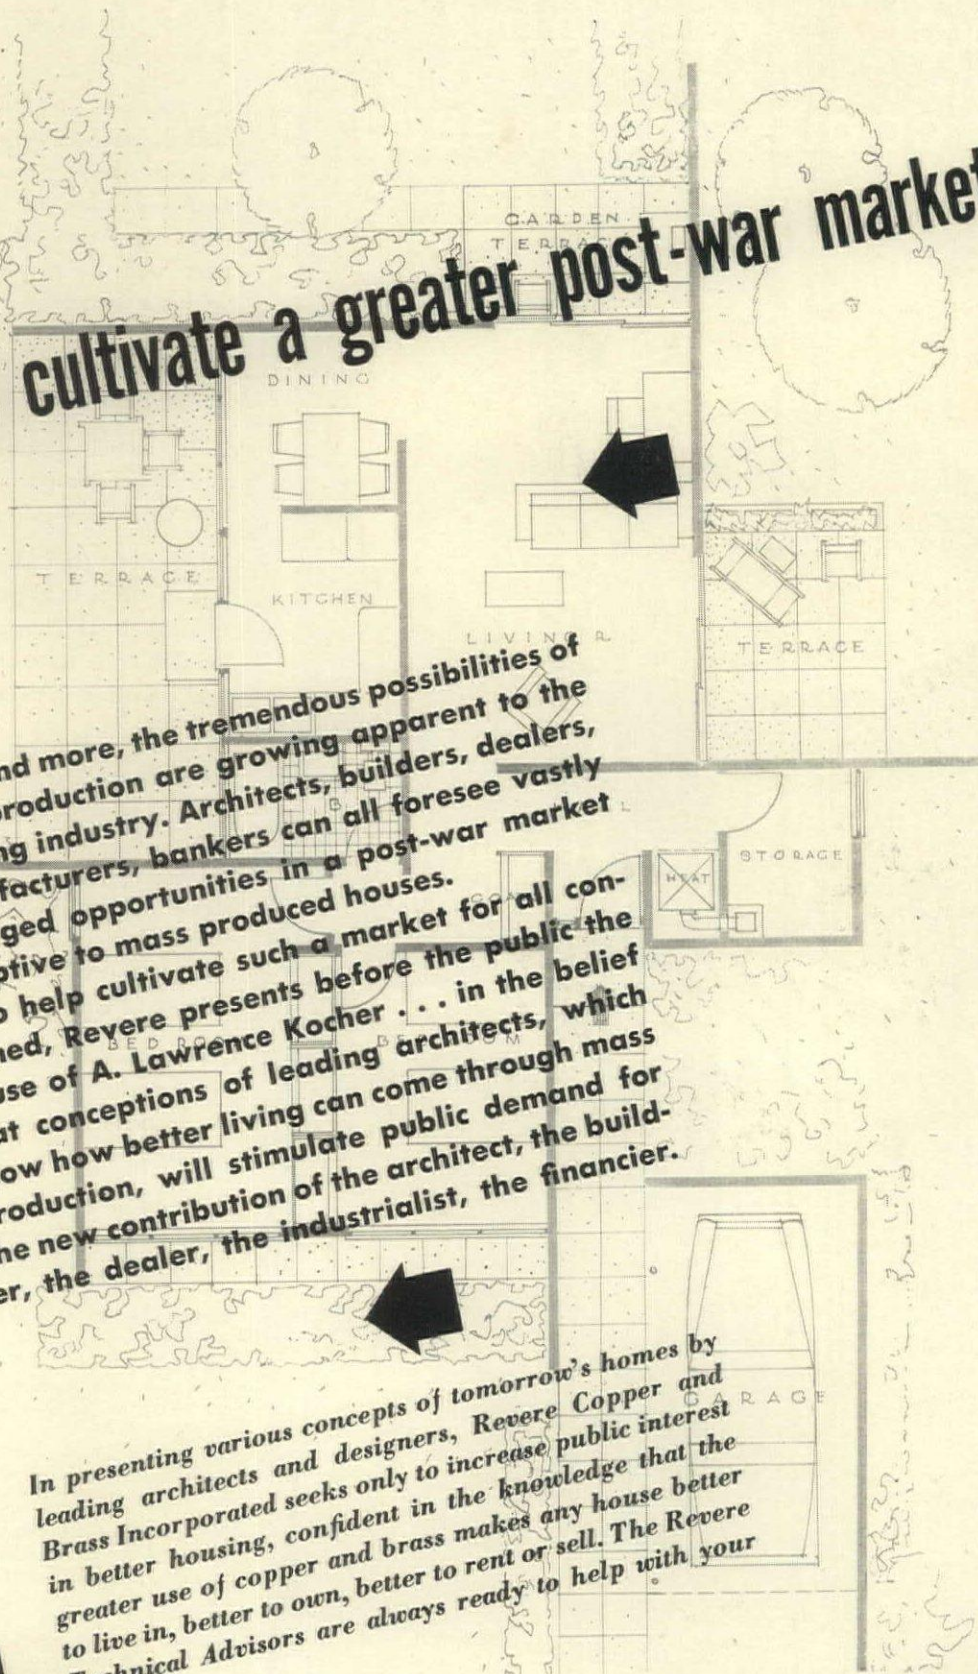 GARDEN
TERRACE
cultivate a greater post-war market
DINING
TERRACE
KITCHEN
LIVING R
TERRACE
nd more, the tremendous possibilities of
roduction are growing apparent to the
ng industry. Architects, builders, dealers,
facturers, bankers can all foresee vastly
ged opportunities in a post-war market
ptive to mass produced houses.
o help cultivate such a market for all con-
ned, Revere presents before the public the
use of A. Lawrence Kocher . . . in the belief
at conceptions of leading architects, which
ow how better living can come through mass
roduction, will stimulate public demand for
he new contribution of the architect, the build-
er, the dealer, the industrialist, the financier.
STORAGE
HEAT
BED ROOM
BED ROOM
GARAGE
In presenting various concepts of tomorrow's homes by
leading architects and designers, Revere Copper and
Brass Incorporated seeks only to increase public interest
in better housing, confident in the knowledge that the
greater use of copper and brass makes any house better
to live in, better to own, better to rent or sell. The Revere
Technical Advisors are always ready to help with your